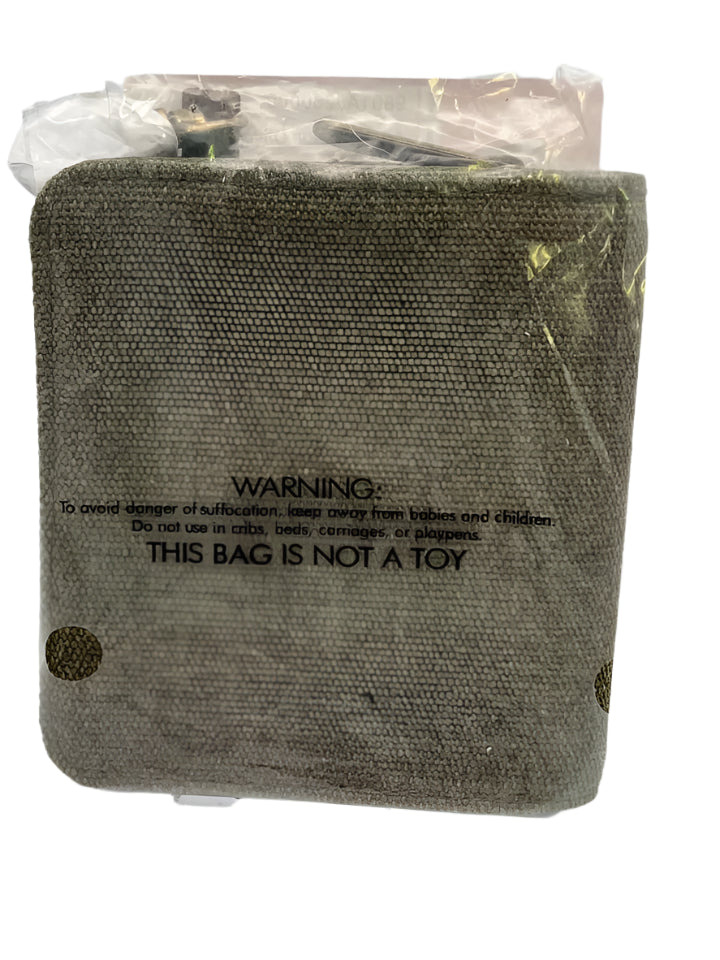 WARNING:
To avoid danger of suffocation, keep away from babies and children.
Do not use in cribs, beds, carriages, or playpens.
THIS BAG IS NOT A TOY